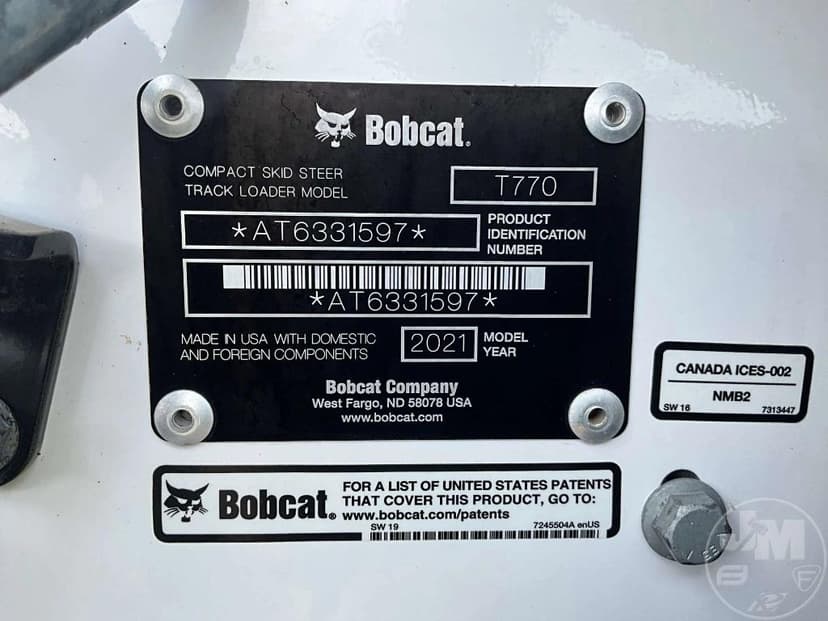 Bobcat.
COMPACT SKID STEER
TRACK LOADER MODEL
T770
*AT6331597*
PRODUCT
IDENTIFICATION
NUMBER
*AT6331597*
MADE IN USA WITH DOMESTIC
AND FOREIGN COMPONENTS
2021
MODEL
YEAR
Bobcat Company
West Fargo, ND 58078 USA
www.bobcat.com
CANADA ICES-002
NMB2
SW 16 7313447
Bobcat.
FOR A LIST OF UNITED STATES PATENTS
THAT COVER THIS PRODUCT, GO TO:
www.bobcat.com/patents
SW 19 7245504A enUS
JM
B F